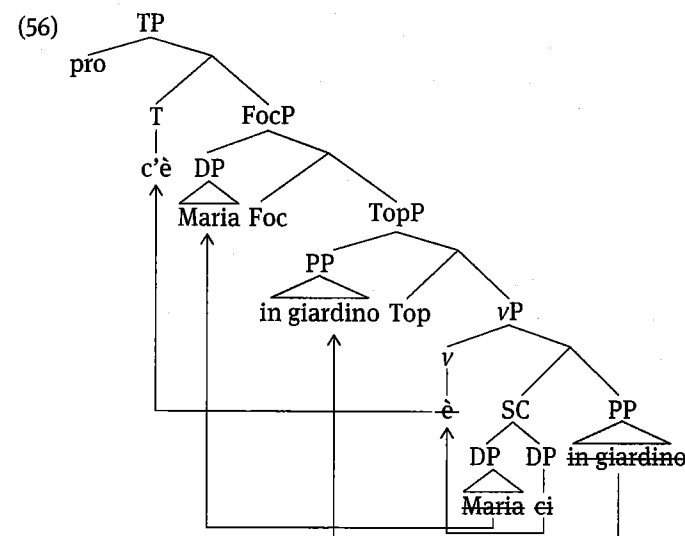 (56) TP
pro
T FocP
c'è DP
Maria Foc TopP
PP
in giardino Top vP
v
è SC PP
DP DP in giardino
Maria ci